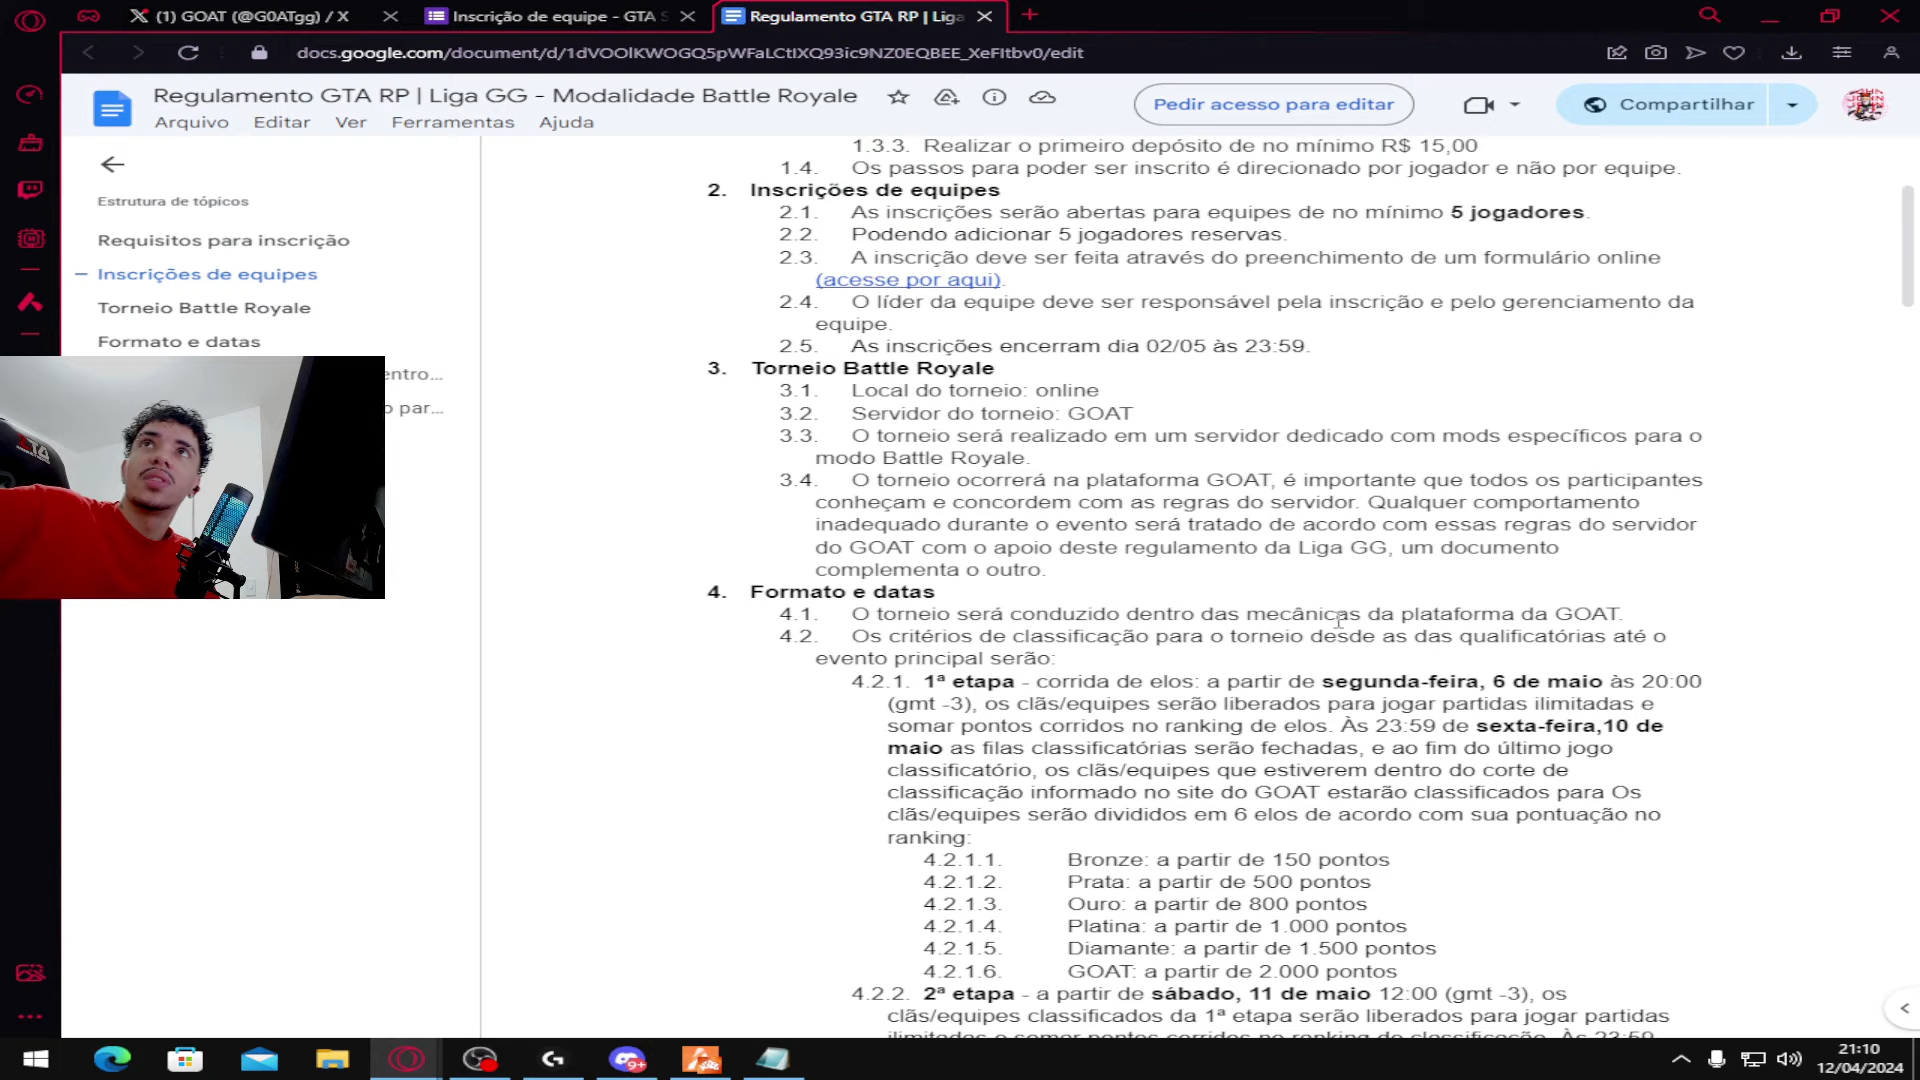 (1) GOAT (@G0ATgg) / X
Inscrição de equipe - GTA S
Regulamento GTA RP | Liga
docs.google.com/document/d/1dVOOlKWOGQ5pWFaLCtIXQ93ic9NZ0EQBEE_XeFItbv0/edit
Regulamento GTA RP | Liga GG - Modalidade Battle Royale
Pedir acesso para editar
Compartilhar
Arquivo Editar Ver Ferramentas Ajuda
Estrutura de tópicos
Requisitos para inscrição
Inscrições de equipes
Torneio Battle Royale
Formato e datas
entro...
o par...
1.3.3. Realizar o primeiro depósito de no mínimo R$ 15,00
1.4. Os passos para poder ser inscrito é direcionado por jogador e não por equipe.
2. Inscrições de equipes
2.1. As inscrições serão abertas para equipes de no mínimo 5 jogadores.
2.2. Podendo adicionar 5 jogadores reservas.
2.3. A inscrição deve ser feita através do preenchimento de um formulário online
(acesse por aqui).
2.4. O líder da equipe deve ser responsável pela inscrição e pelo gerenciamento da
equipe.
2.5. As inscrições encerram dia 02/05 às 23:59.
3. Torneio Battle Royale
3.1. Local do torneio: online
3.2. Servidor do torneio: GOAT
3.3. O torneio será realizado em um servidor dedicado com mods específicos para o
modo Battle Royale.
3.4. O torneio ocorrerá na plataforma GOAT, é importante que todos os participantes
conheçam e concordem com as regras do servidor. Qualquer comportamento
inadequado durante o evento será tratado de acordo com essas regras do servidor
do GOAT com o apoio deste regulamento da Liga GG, um documento
complementa o outro.
4. Formato e datas
4.1. O torneio será conduzido dentro das mecânicas da plataforma da GOAT.
4.2. Os critérios de classificação para o torneio desde as das qualificatórias até o
evento principal serão:
4.2.1. 1ª etapa - corrida de elos: a partir de segunda-feira, 6 de maio às 20:00
(gmt -3), os clãs/equipes serão liberados para jogar partidas ilimitadas e
somar pontos corridos no ranking de elos. Às 23:59 de sexta-feira,10 de
maio as filas classificatórias serão fechadas, e ao fim do último jogo
classificatório, os clãs/equipes que estiverem dentro do corte de
classificação informado no site do GOAT estarão classificados para Os
clãs/equipes serão divididos em 6 elos de acordo com sua pontuação no
ranking:
4.2.1.1. Bronze: a partir de 150 pontos
4.2.1.2. Prata: a partir de 500 pontos
4.2.1.3. Ouro: a partir de 800 pontos
4.2.1.4. Platina: a partir de 1.000 pontos
4.2.1.5. Diamante: a partir de 1.500 pontos
4.2.1.6. GOAT: a partir de 2.000 pontos
4.2.2. 2ª etapa - a partir de sábado, 11 de maio 12:00 (gmt -3), os
clãs/equipes classificados da 1ª etapa serão liberados para jogar partidas
ilimitadas e somar pontos corridos no ranking de classificação. Às 23:59
9+
21:10
12/04/2024